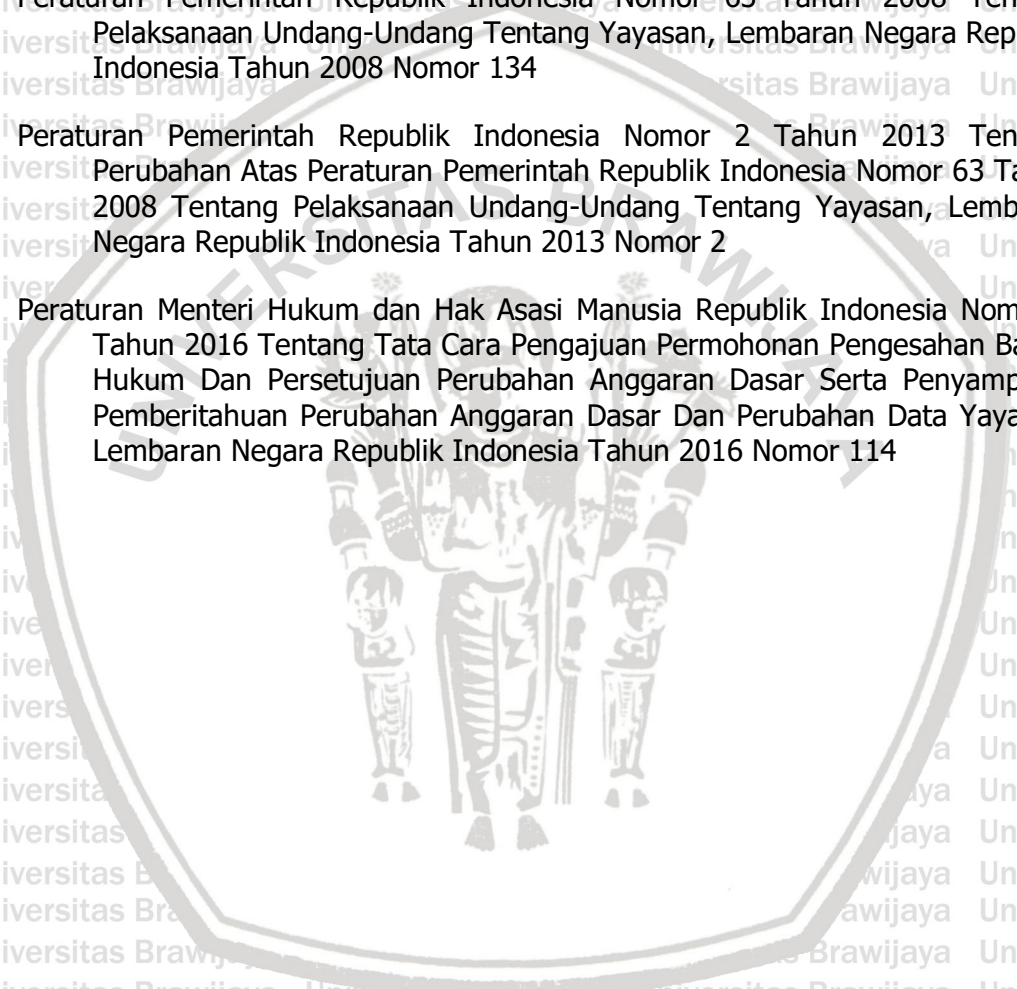 Peraturan Pemerintah Republik Indonesia Nomor 63 Tahun 2008 Ten
Pelaksanaan Undang-Undang Tentang Yayasan, Lembaran Negara Rep
Indonesia Tahun 2008 Nomor 134
Peraturan Pemerintah Republik Indonesia Nomor 2 Tahun 2013 Ten
Perubahan Atas Peraturan Pemerintah Republik Indonesia Nomor 63 Ta
2008 Tentang Pelaksanaan Undang-Undang Tentang Yayasan, Lemb
Negara Republik Indonesia Tahun 2013 Nomor 2
Peraturan Menteri Hukum dan Hak Asasi Manusia Republik Indonesia Nom
Tahun 2016 Tentang Tata Cara Pengajuan Permohonan Pengesahan Ba
Hukum Dan Persetujuan Perubahan Anggaran Dasar Serta Penyamp
Pemberitahuan Perubahan Anggaran Dasar Dan Perubahan Data Yaya
Lembaran Negara Republik Indonesia Tahun 2016 Nomor 114
UNIVERSITAS BRAWIJAYA